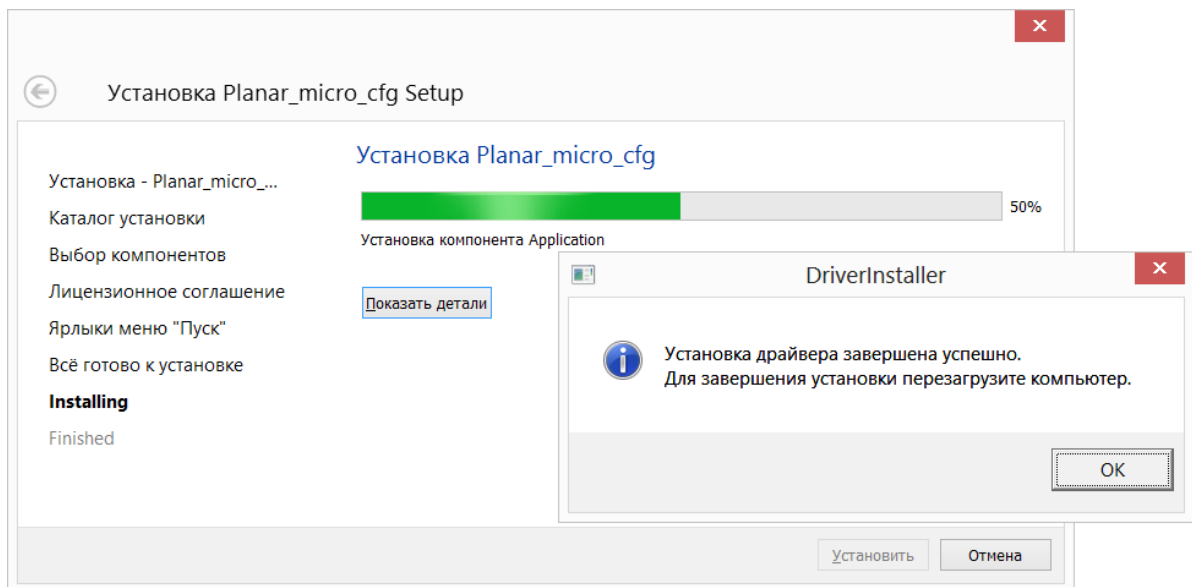 Установка Planar_micro_cfg Setup
Установка - Planar_micro_...
Каталог установки
Выбор компонентов
Лицензионное соглашение
Ярлыки меню "Пуск"
Всё готово к установке
Installing
Finished
Установка Planar_micro_cfg
50%
Установка компонента Application
Показать детали
DriverInstaller
Установка драйвера завершена успешно.
Для завершения установки перезагрузите компьютер.
OK
Установить
Отмена